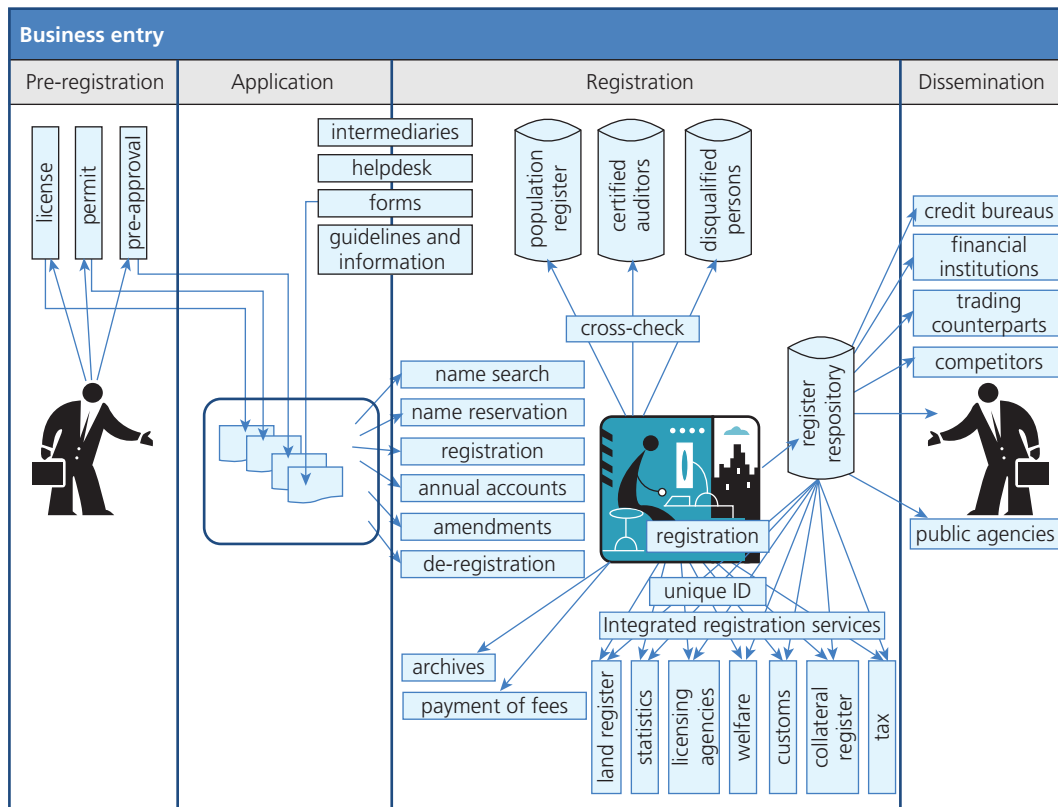 Business entry
Pre-registration
Application
Registration
Dissemination
license
permit
pre-approval
intermediaries
helpdesk
forms
guidelines and
information
population
register
certified
auditors
disqualified
persons
cross-check
credit bureaus
financial
institutions
trading
counterparts
competitors
register
respository
public agencies
name search
name reservation
registration
annual accounts
amendments
de-registration
registration
unique ID
Integrated registration services
archives
payment of fees
land register
statistics
licensing
agencies
welfare
customs
collateral
register
tax